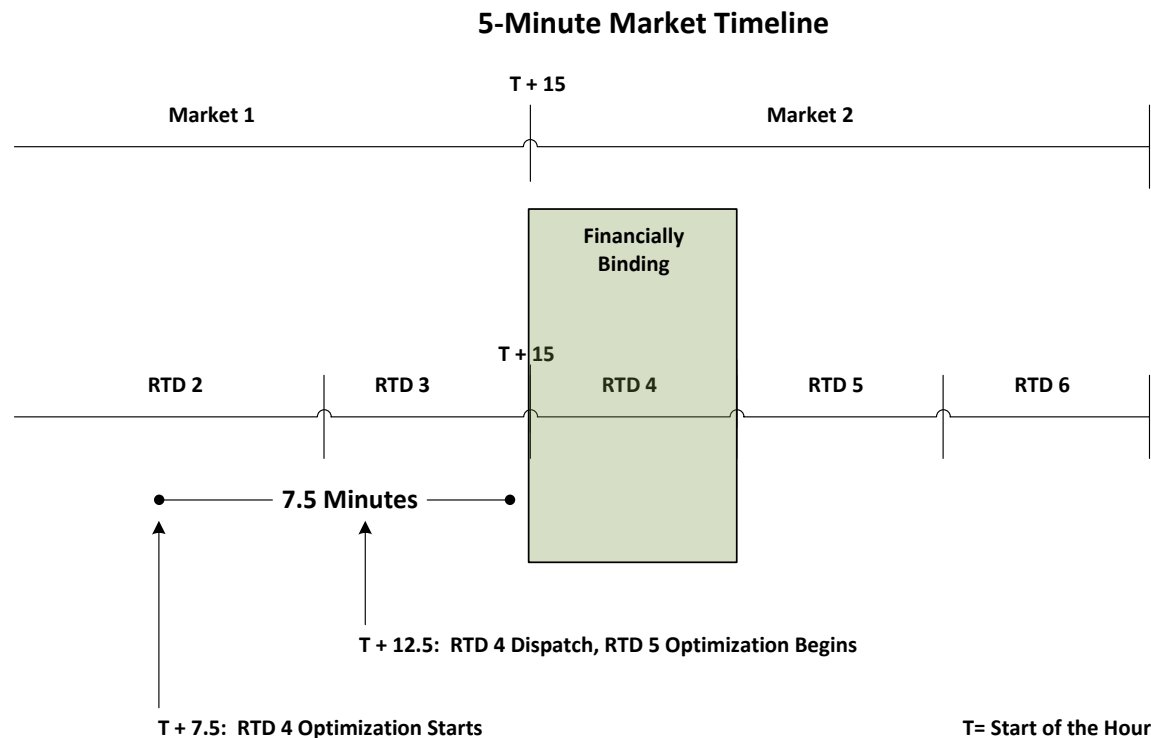 5-Minute Market Timeline
T + 15
Market 1
Market 2
Financially
Binding
T + 15
RTD 2
RTD 3
RTD 4
RTD 5
RTD 6
7.5 Minutes
T + 12.5:  RTD 4 Dispatch, RTD 5 Optimization Begins
T + 7.5:  RTD 4 Optimization Starts
T= Start of the Hour